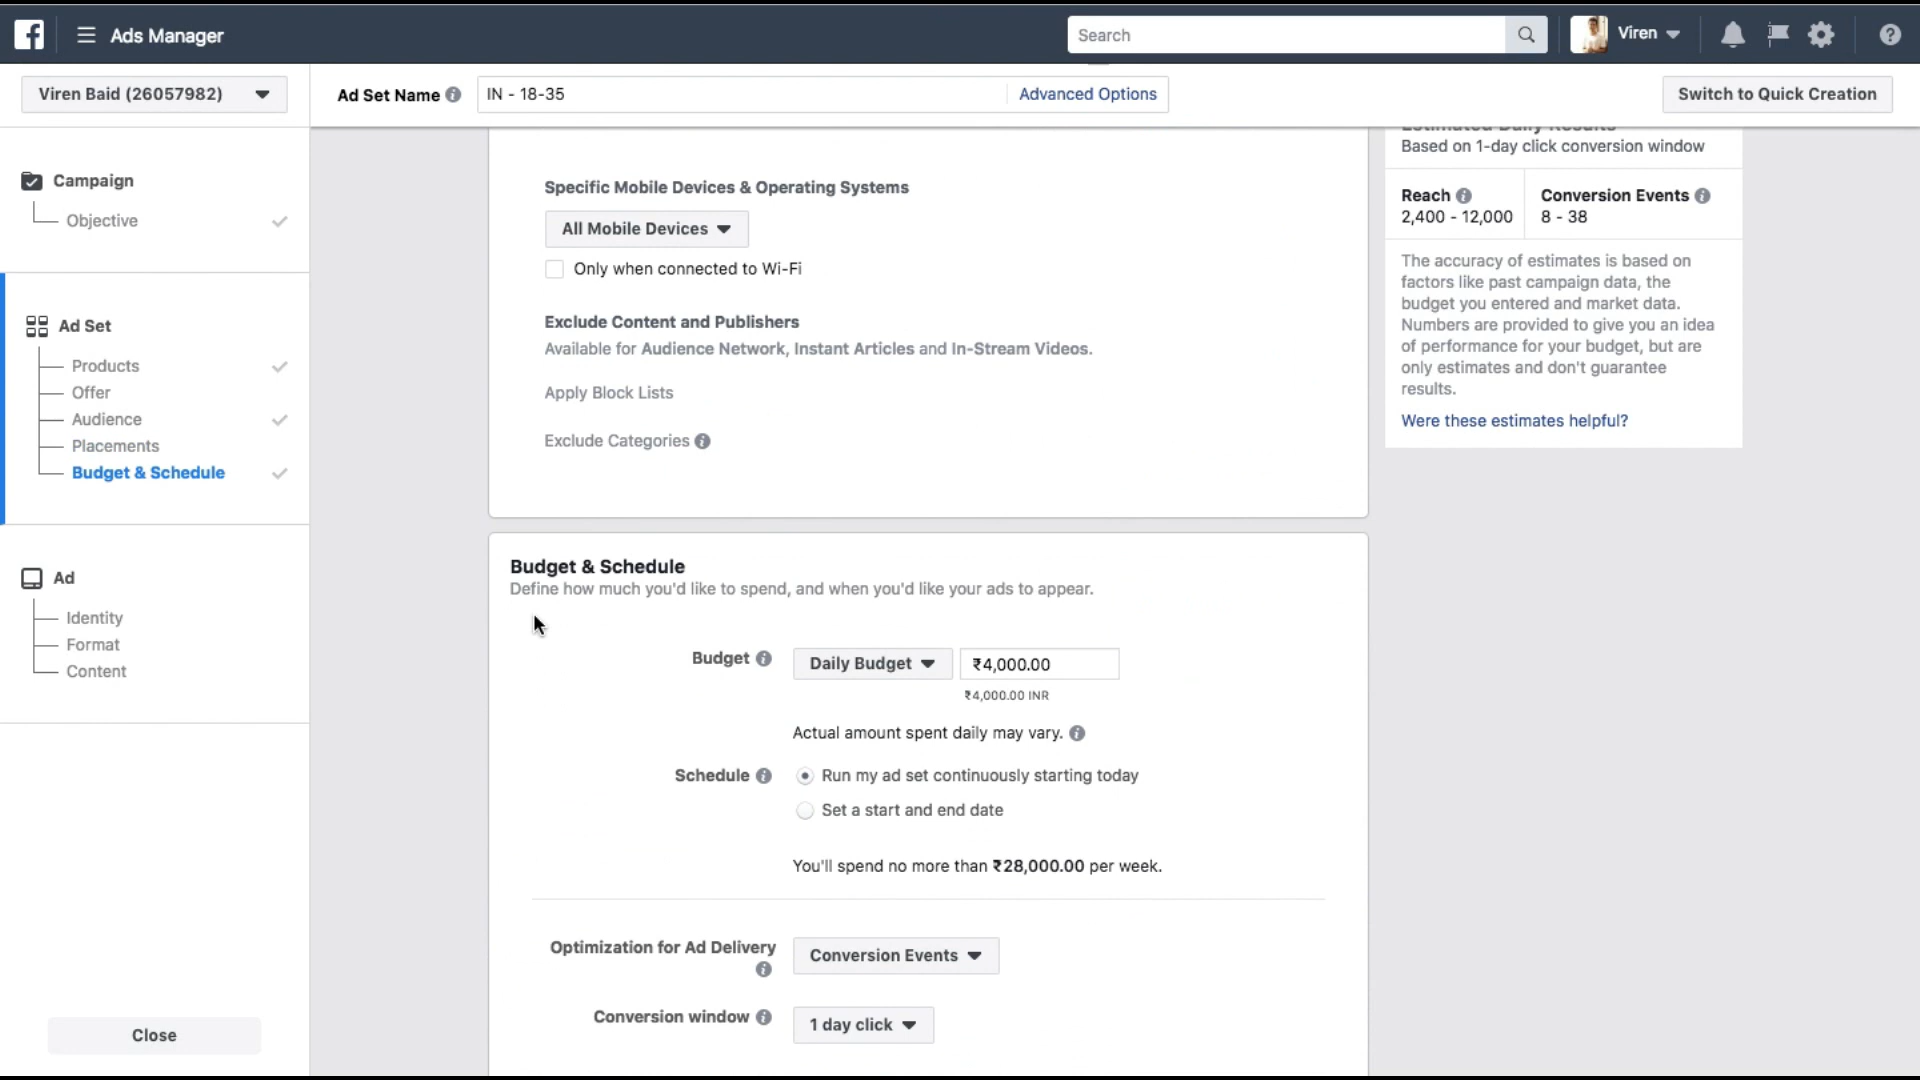 Ads Manager
Search
Viren
Viren Baid (26057982)
Ad Set Name
IN - 18-35
Advanced Options
Switch to Quick Creation
Campaign
Objective
Ad Set
Products
Offer
Audience
Placements
Budget & Schedule
Ad
Identity
Format
Content
Close
Specific Mobile Devices & Operating Systems
All Mobile Devices
Only when connected to Wi-Fi
Exclude Content and Publishers
Available for Audience Network, Instant Articles and In-Stream Videos.
Apply Block Lists
Exclude Categories
Budget & Schedule
Define how much you'd like to spend, and when you'd like your ads to appear.
Budget
Daily Budget
₹4,000.00
₹4,000.00 INR
Actual amount spent daily may vary.
Schedule
Run my ad set continuously starting today
Set a start and end date
You'll spend no more than ₹28,000.00 per week.
Optimization for Ad Delivery
Conversion Events
Conversion window
1 day click
Estimated Daily Results
Based on 1-day click conversion window
Reach
2,400 - 12,000
Conversion Events
8 - 38
The accuracy of estimates is based on
factors like past campaign data, the
budget you entered and market data.
Numbers are provided to give you an idea
of performance for your budget, but are
only estimates and don't guarantee
results.
Were these estimates helpful?